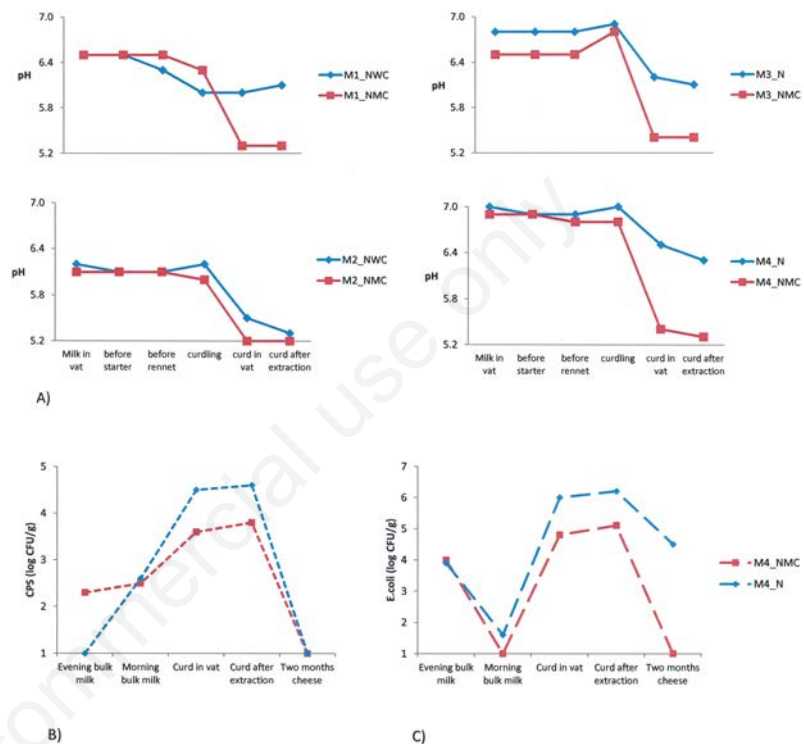 7.0
6.4
pH
5.8
5.2
M1_NWC
M1_NMC
7.0
6.4
pH
5.8
5.2
M3_N
M3_NMC
7.0
6.4
pH
5.8
5.2
M2_NWC
M2_NMC
Milk in vat
before starter
before rennet
curdling
curd in vat
curd after extraction
7.0
6.4
pH
5.8
5.2
M4_N
M4_NMC
Milk in vat
before starter
before rennet
curdling
curd in vat
curd after extraction
A)
5
4
3
2
1
CPS (log CFU/g)
Evening bulk milk
Morning bulk milk
Curd in vat
Curd after extraction
Two months cheese
B)
7
6
5
4
3
2
1
E.coli (log CFU/g)
Evening bulk milk
Morning bulk milk
Curd in vat
Curd after extraction
Two months cheese
M4_NMC
M4_N
C)
commercial use only